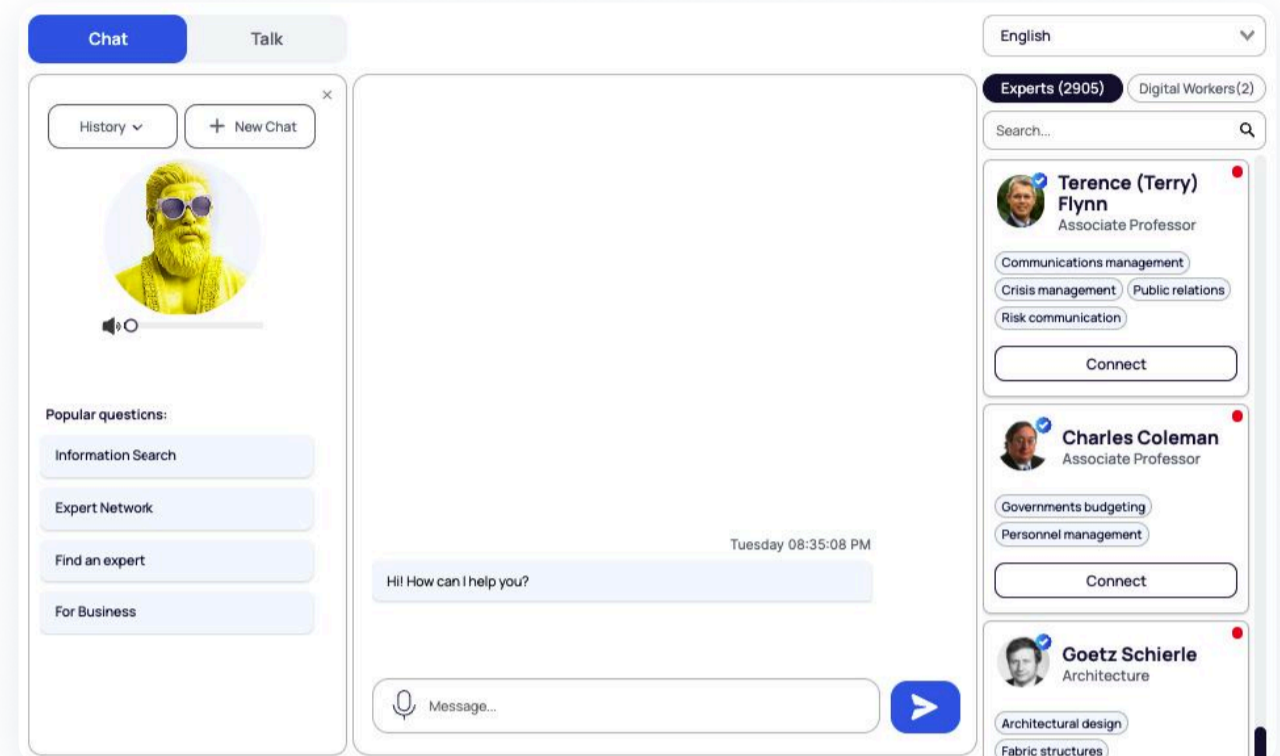 Chat
Talk
English
History
+ New Chat
×
Popular questions:
Information Search
Expert Network
Find an expert
For Business
Tuesday 08:35:08 PM
Hi! How can I help you?
Message...
Experts (2905)
Digital Workers(2)
Search...
Terence (Terry)
Flynn
Associate Professor
Communications management
Crisis management
Public relations
Risk communication
Connect
Charles Coleman
Associate Professor
Governments budgeting
Personnel management
Connect
Goetz Schierle
Architecture
Architectural design
Fabric structures